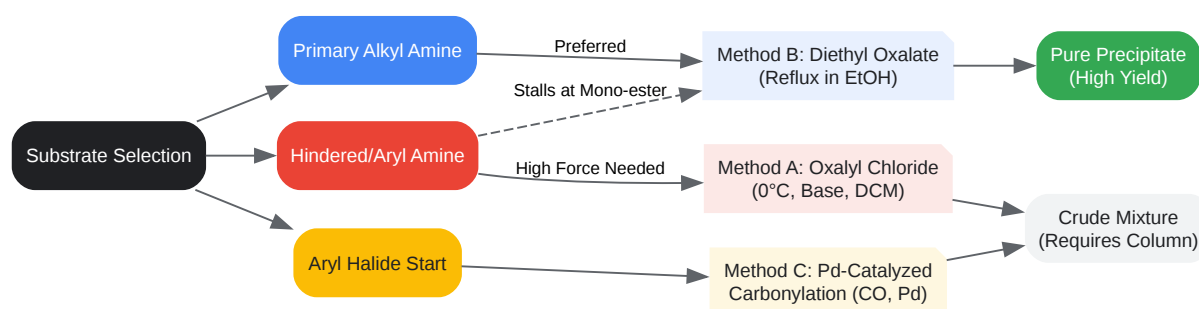 Primary Alkyl Amine
Preferred
Method B: Diethyl Oxalate
(Reflux in EtOH)
Pure Precipitate
(High Yield)
Stalls at Mono-ester
Substrate Selection
Hindered/Aryl Amine
High Force Needed
Method A: Oxalyl Chloride
(0°C, Base, DCM)
Crude Mixture
(Requires Column)
Aryl Halide Start
Method C: Pd-Catalyzed
Carbonylation (CO, Pd)